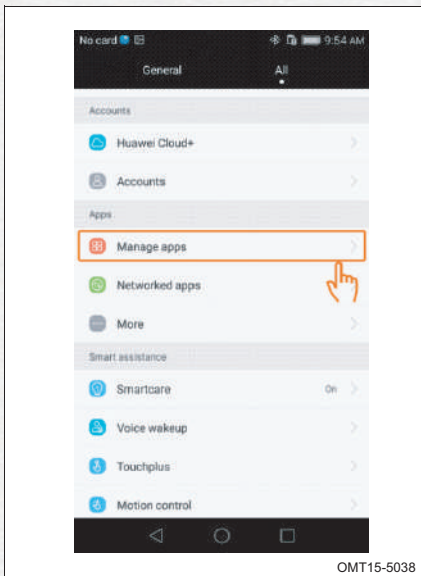 No card 9:54 AM
General All
Accounts
Huawei Cloud+
Accounts
Apps
Manage apps
Networked apps
More
Smart assistance
Smartcare On
Voice wakeup
Touchplus
Motion control
OMT15-5038